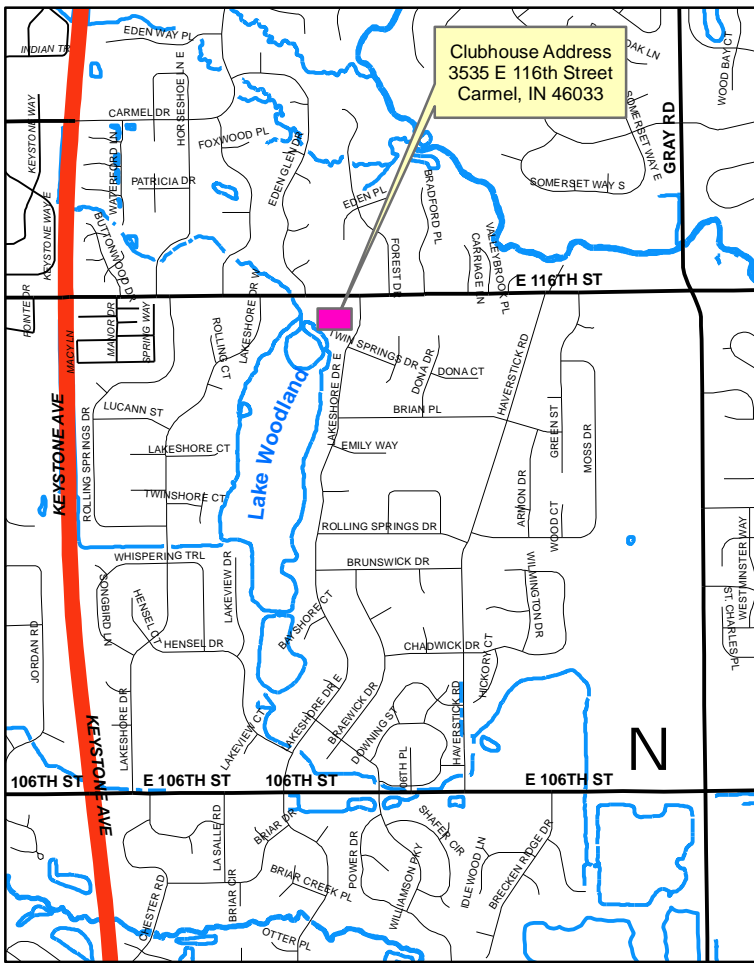 EDEN WAY PL
INDIAN TR
HORSESHOE LN E
Clubhouse Address
3535 E 116th Street
Carmel, IN 46033
OAK LN
WOOD BAY CT
KEYSTONE WAY
CARMEL DR
WATERFORD LN
FOXWOOD PL
EDEN GLEN DR
SOMERSET WAY E
GRAY RD
PATRICIA DR
EDEN PL
BRADFORD PL
SOMERSET WAY S
KEYSTONE WAY E
BUTTONWOOD DR
FOREST DR
CARRIAGE LN
VALLEYBROOK PL
E 116TH ST
POINTE DR
MACY LN
MANOR DR
SPRING WAY
ROLLING CT
LAKESHORE DR W
TWIN SPRINGS DR
DONA DR
DONA CT
HAVERSTICK RD
KEYSTONE AVE
ROLLING SPRINGS DR
LUCANN ST
Lake Woodland
LAKESHORE DR E
BRIAN PL
GREEN ST
MOSS DR
LAKESHORE CT
EMILY WAY
TWINSHORE CT
ARMON DR
WOOD CT
ROLLING SPRINGS DR
WHISPERING TRL
LAKEVIEW DR
BRUNSWICK DR
WILMINGTON DR
SONGBIRD LN
HENSEL CT
HENSEL DR
BAY SHORE CT
CHADWICK DR
HICKORY CT
JORDAN RD
WESTMINSTER WAY
ST. CHARLES PL
LAKESHORE DR
KEYSTONE AVE
LAKEVIEW CT
LAKESHORE DR E
BRAEWICK DR
DOWNING ST
106TH PL
HAVERSTICK RD
N
106TH ST
E 106TH ST
106TH ST
E 106TH ST
LA SALLE RD
BRIAR DR
POWER DR
SHAFER CIR
IDLEWOOD LN
BRECKEN RIDGE DR
CHESTER RD
BRIAR CIR
BRIAR CREEK PL
WILLIAMSON PKY
OTTER PL